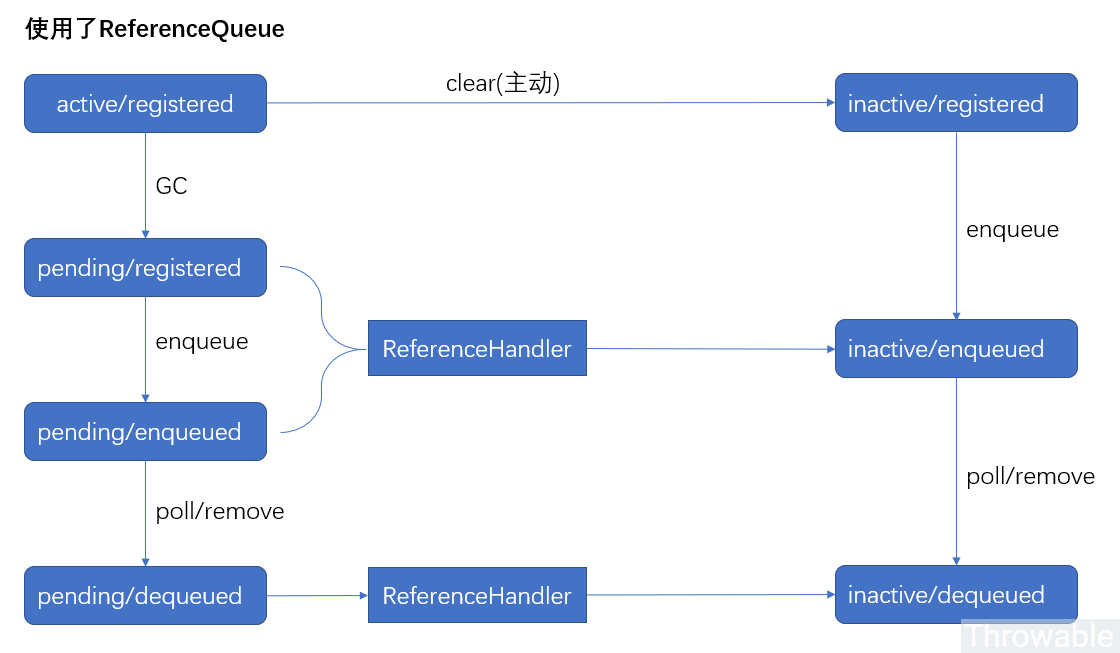 使用了ReferenceQueue
active/registered
clear(主动)
inactive/registered
GC
pending/registered
enqueue
enqueue
ReferenceHandler
inactive/enqueued
pending/enqueued
poll/remove
poll/remove
pending/dequeued
ReferenceHandler
inactive/dequeued
Throwable